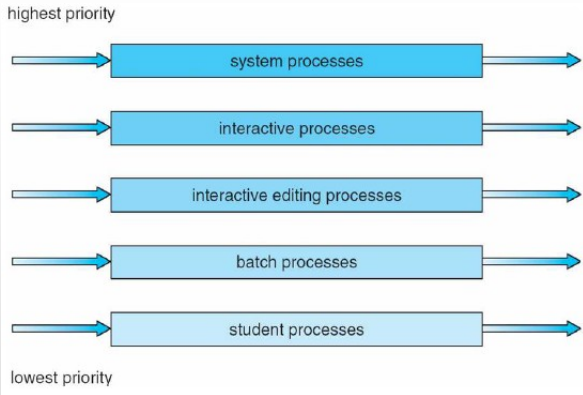 highest priority
system processes
interactive processes
interactive editing processes
batch processes
student processes
lowest priority